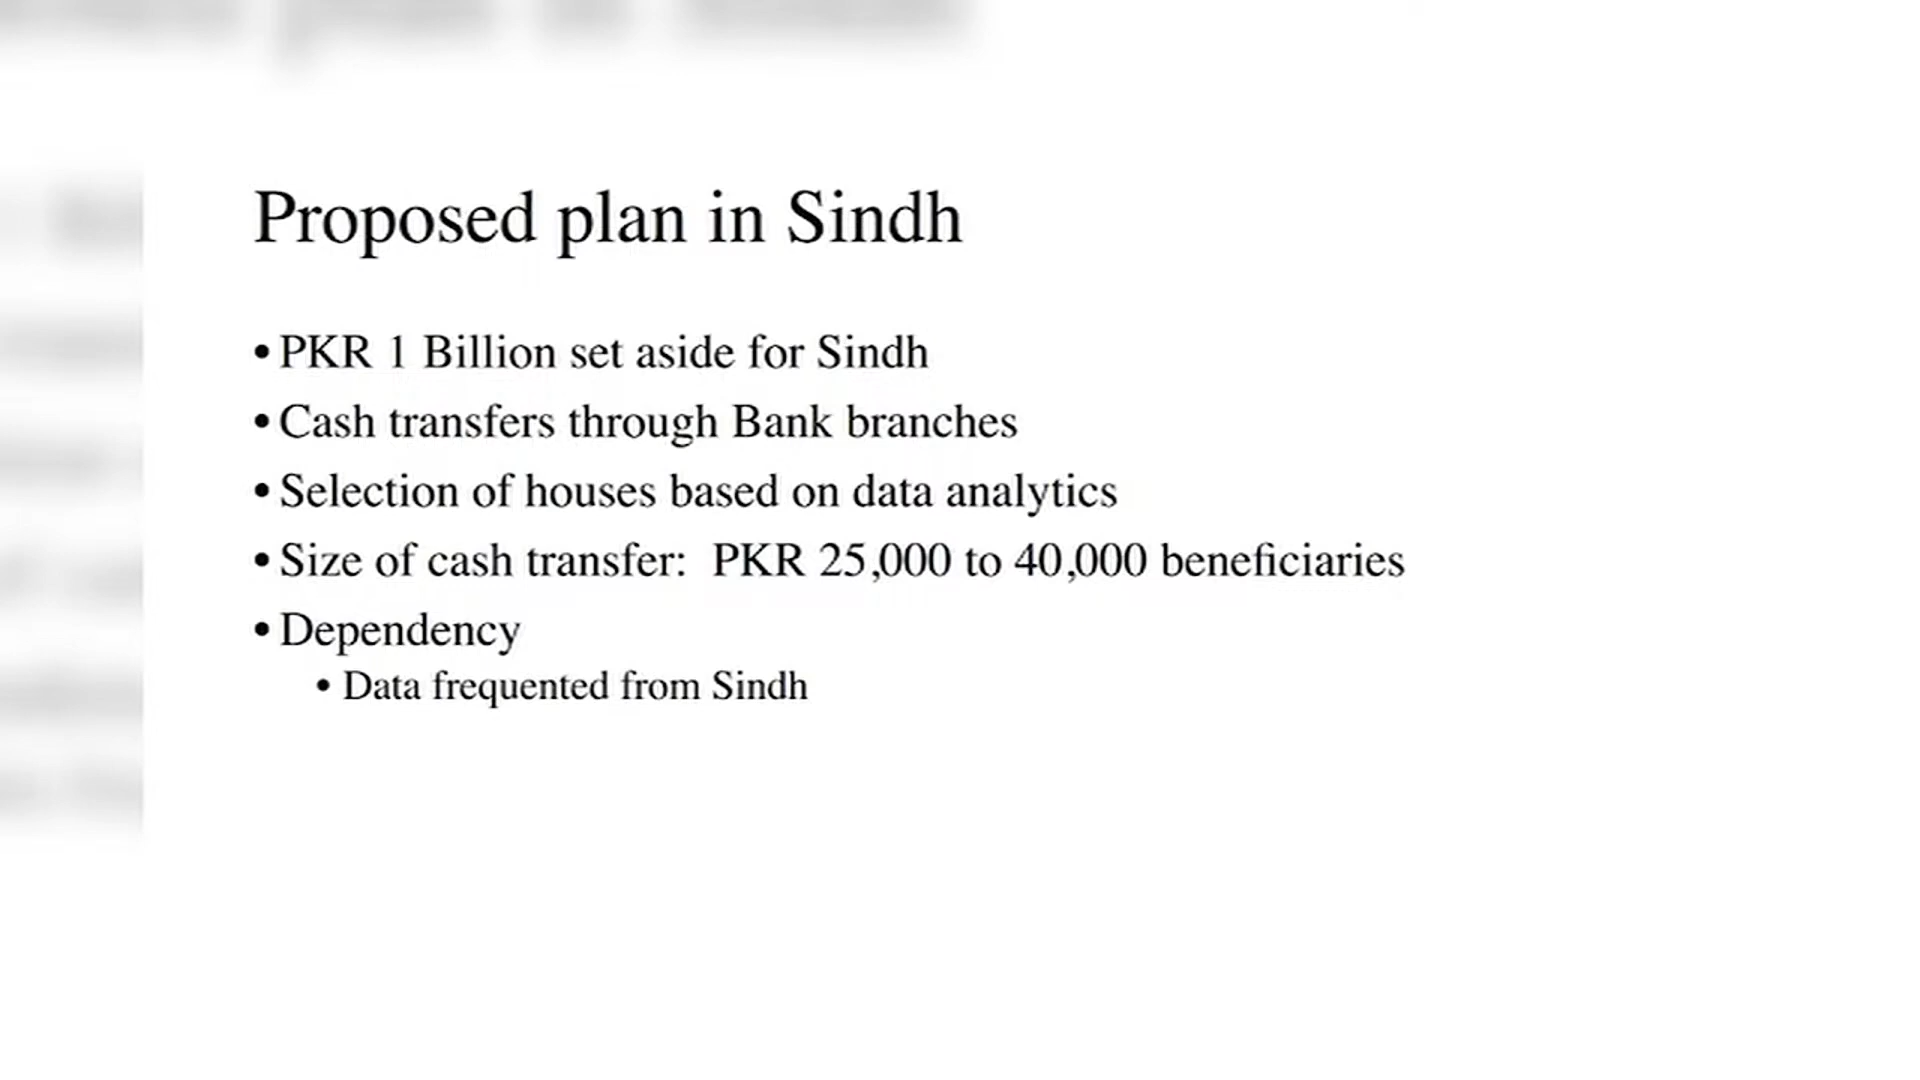 Proposed plan in Sindh
• PKR 1 Billion set aside for Sindh
• Cash transfers through Bank branches
• Selection of houses based on data analytics
• Size of cash transfer:  PKR 25,000 to 40,000 beneficiaries
• Dependency
• Data frequented from Sindh